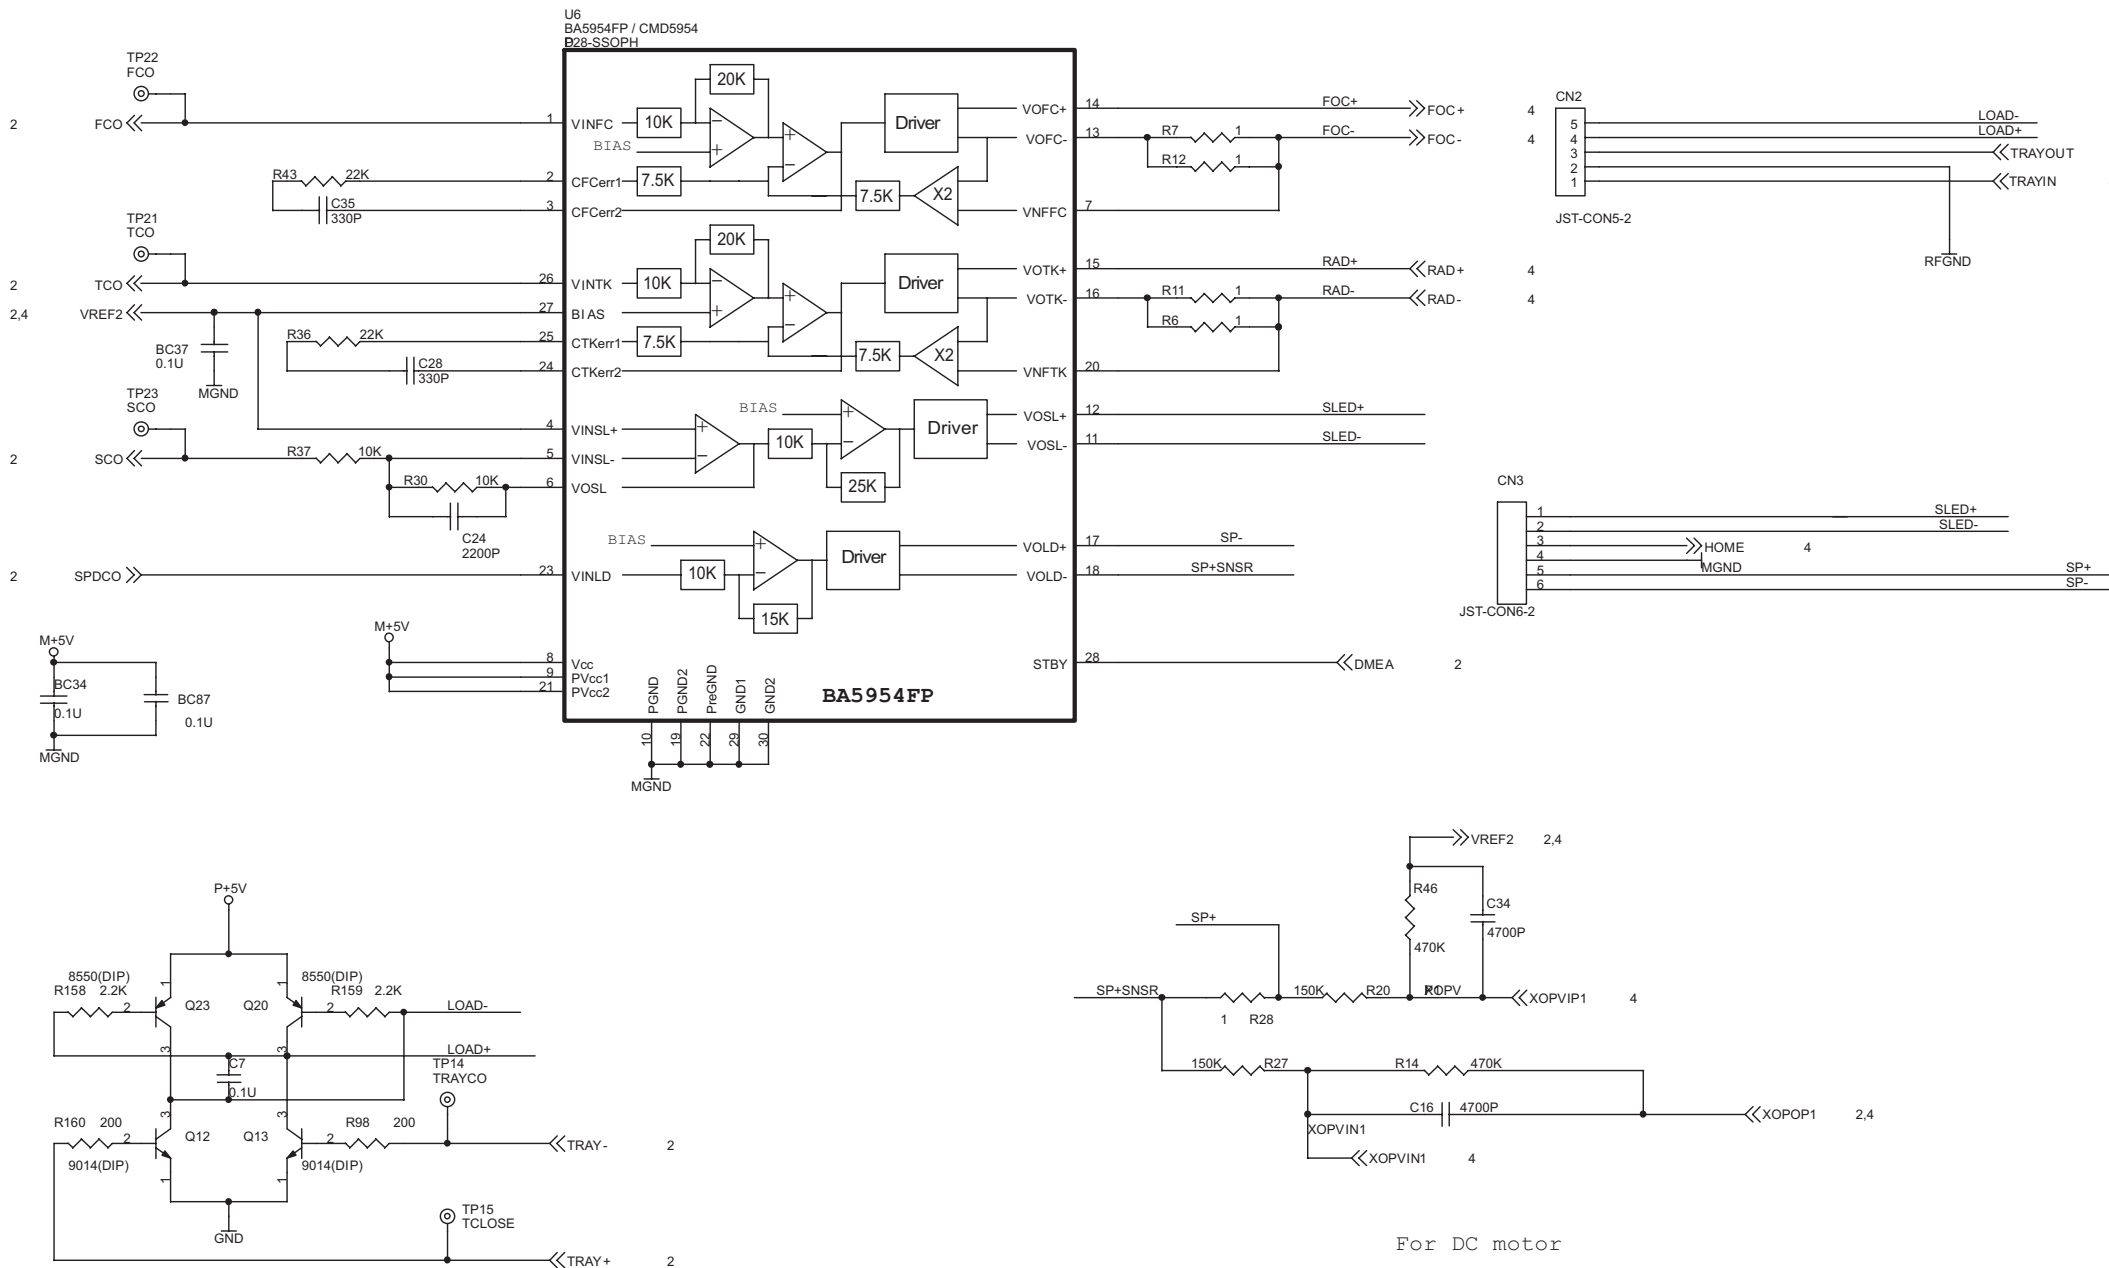 U6
BA5954FP / CMD5954
P28-SSOPH
TP22
FCO
2 FCO
1 VINFC
10K
20K
BIAS
7.5K
Driver
7.5K
X2
VOFC+ 14 FOC+ FOC+ 4
VOFC- 13 R7 1 FOC- FOC- 4
R12 1
VNFFC 7
R43 22K 2 CFCerr1
C35
330P
3 CFCerr2
CN2
5 LOAD-
4 LOAD+
3 TRAYOUT
2
1 TRAYIN
JST-CON5-2
RFGND
TP21
TCO
2 TCO
26 VINTK
10K
20K
2,4 VREF2
27 BIAS
7.5K
Driver
7.5K
X2
VOTK+ 15 RAD+ RAD+ 4
VOTK- 16 R11 1 RAD- RAD- 4
R6 1
VNFTK 20
BC37
0.1U
MGND
R36 22K 25 CTKerr1
C28
330P
24 CTKerr2
TP23
SCO
2 SCO
R37 10K
4 VINSL+
5 VINSL-
6 VOSL
R30 10K
C24
2200P
BIAS
10K
25K
Driver
VOSL+ 12 SLED+
VOSL- 11 SLED-
CN3
1 SLED+
2 SLED-
3 HOME 4
4 MGND
5 SP+
6 SP-
JST-CON6-2
2 SPDCO
23 VINLD
BIAS
10K
15K
Driver
VOLD+ 17 SP-
VOLD- 18 SP+SNSR
M+5V
BC34
0.1U
BC87
0.1U
MGND
M+5V
8 Vcc
9 PVcc1
21 PVcc2
PGND
PGND2
PreGND
GND1
GND2
10
19
22
29
30
MGND
BA5954FP
STBY 28 DMEA 2
P+5V
8550(DIP)
R158 2.2K
2 1 3
Q23
8550(DIP)
R159 2.2K
2 1 3
Q20
LOAD-
LOAD+
C7
0.1U
TP14
TRAYCO
R160 200
2 3 1
Q12
9014(DIP)
R98 200
2
Q13
3 1
9014(DIP)
TRAY- 2
GND
TP15
TCLOSE
TRAY+ 2
VREF2 2,4
R46
470K
C34
4700P
SP+
SP+SNSR
1 R28
150K R20
XOPVIP1 4
150K R27
R14 470K
C16 4700P
XOPOP1 2,4
XOPVIN1
XOPVIN1 4
For DC motor